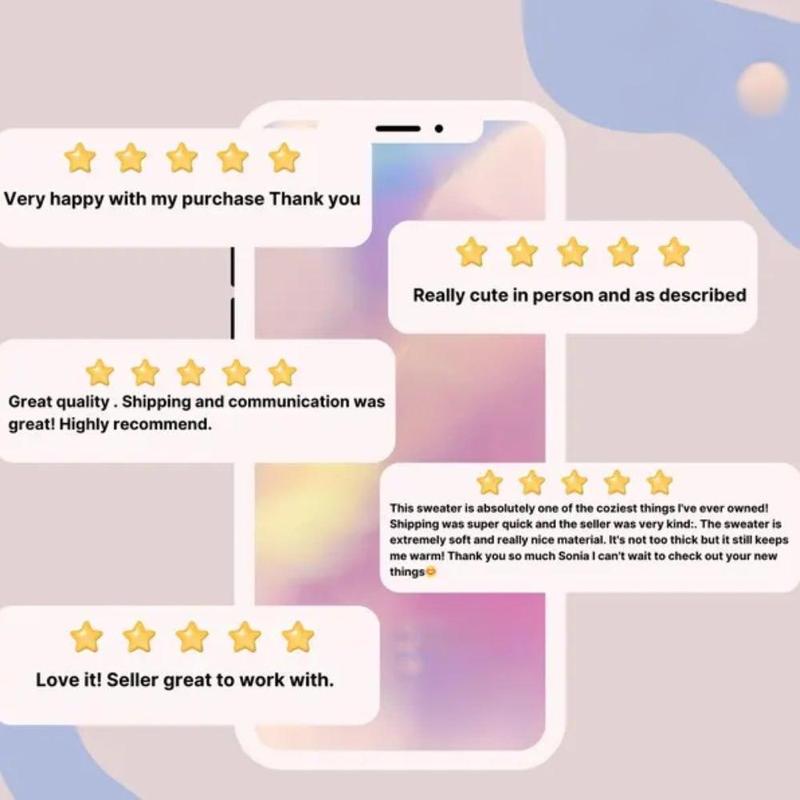 Very happy with my purchase Thank you
Really cute in person and as described
Great quality . Shipping and communication was
great! Highly recommend.
This sweater is absolutely one of the coziest things I've ever owned!
Shipping was super quick and the seller was very kind:. The sweater is
extremely soft and really nice material. It's not too thick but it still keeps
me warm! Thank you so much Sonia I can't wait to check out your new
things😊
Love it! Seller great to work with.